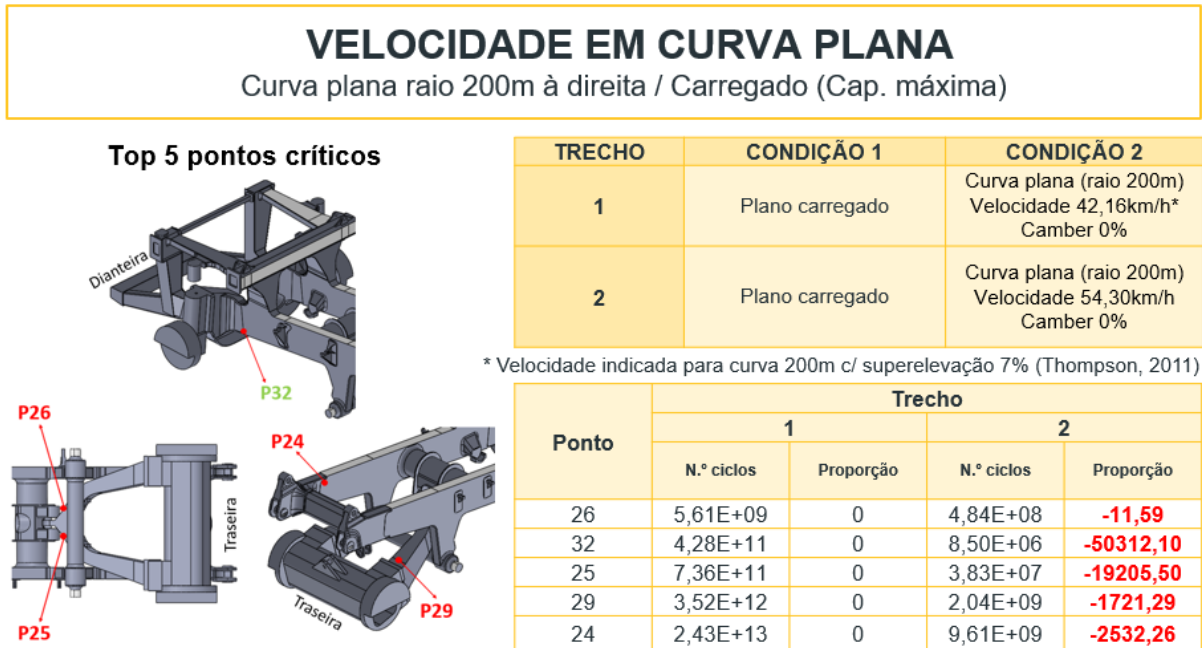 VELOCIDADE EM CURVA PLANA
Curva plana raio 200m à direita / Carregado (Cap. máxima)
Top 5 pontos críticos
Dianteira
P32
P26
P25
Traseira
P24
P29
Traseira
TRECHO CONDIÇÃO 1 CONDIÇÃO 2
1 Plano carregado Curva plana (raio 200m)
Velocidade 42,16km/h*
Camber 0%
2 Plano carregado Curva plana (raio 200m)
Velocidade 54,30km/h
Camber 0%
* Velocidade indicada para curva 200m c/ superelevação 7% (Thompson, 2011)
Ponto Trecho
1 2
N.º ciclos Proporção N.º ciclos Proporção
26 5,61E+09 0 4,84E+08 -11,59
32 4,28E+11 0 8,50E+06 -50312,10
25 7,36E+11 0 3,83E+07 -19205,50
29 3,52E+12 0 2,04E+09 -1721,29
24 2,43E+13 0 9,61E+09 -2532,26